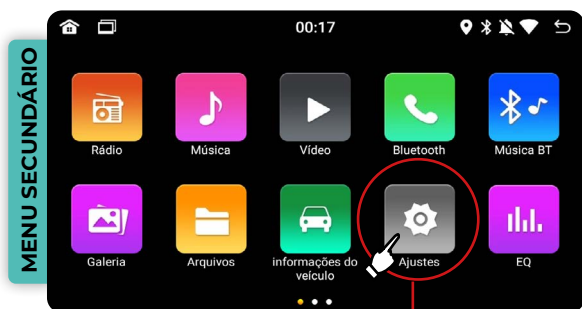 MENU SECUNDÁRIO
00:17
Rádio
Música
Vídeo
Bluetooth
Música BT
Galeria
Arquivos
informações do
veículo
Ajustes
EQ